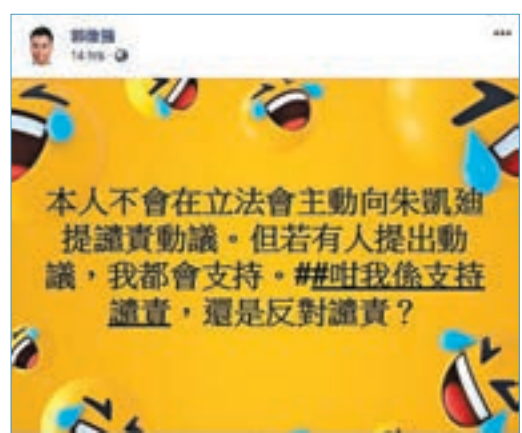 14 hrs
本人不會在立法會主動向朱凱廸
提譴責動議。但若有人提出動
議,我都會支持。##咁我係支持
譴責,還是反對譴責?